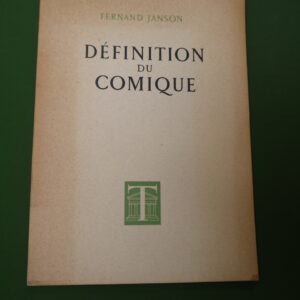 FERNAND JANSON
DÉFINITION
DU
COMIQUE
T